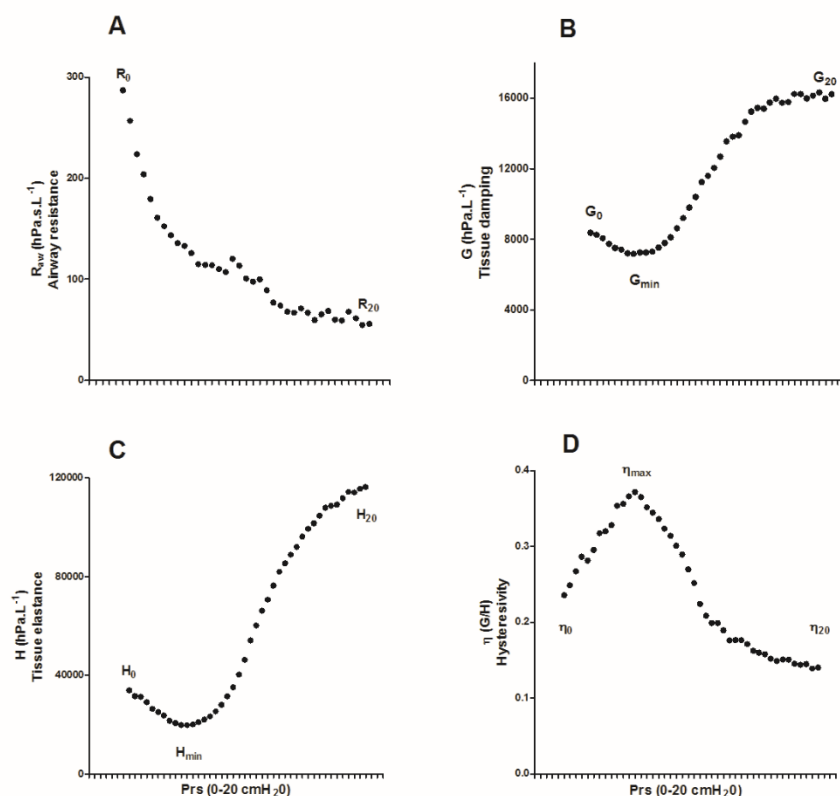 A
R0
300
200
100
0
Raw (hPa.s.L-1)
Airway resistance
R20
B
G20
16000
12000
8000
4000
0
G (hPa.L-1)
Tissue damping
G0
Gmin
C
120000
80000
40000
0
H (hPa.L-1)
Tissue elastance
H0
Hmin
H20
Prs (0-20 cmH20)
D
ηmax
0.4
0.3
0.2
0.1
0.0
η (G/H)
Hysteresivity
η0
η20
Prs (0-20 cmH20)